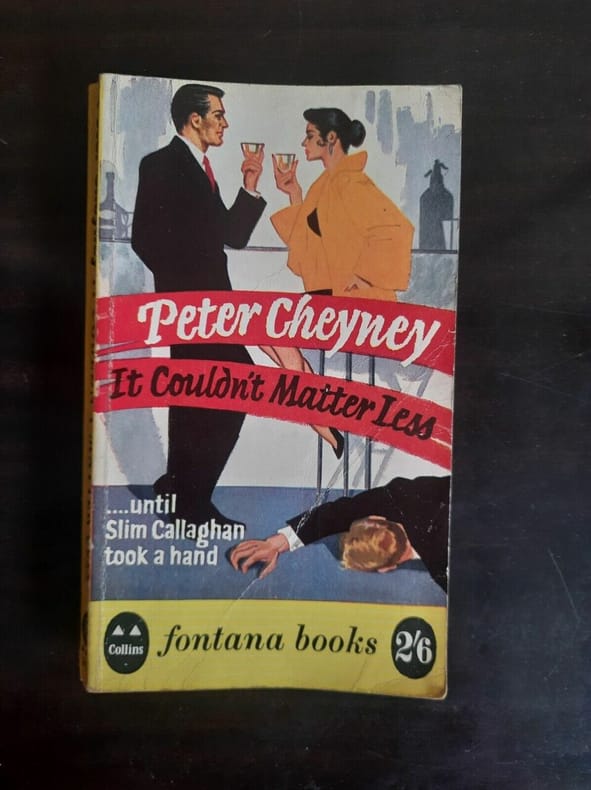 Peter Cheyney
It Couldn't Matter Less
....until
Slim Callaghan
took a hand
Collins
fontana books
2/6